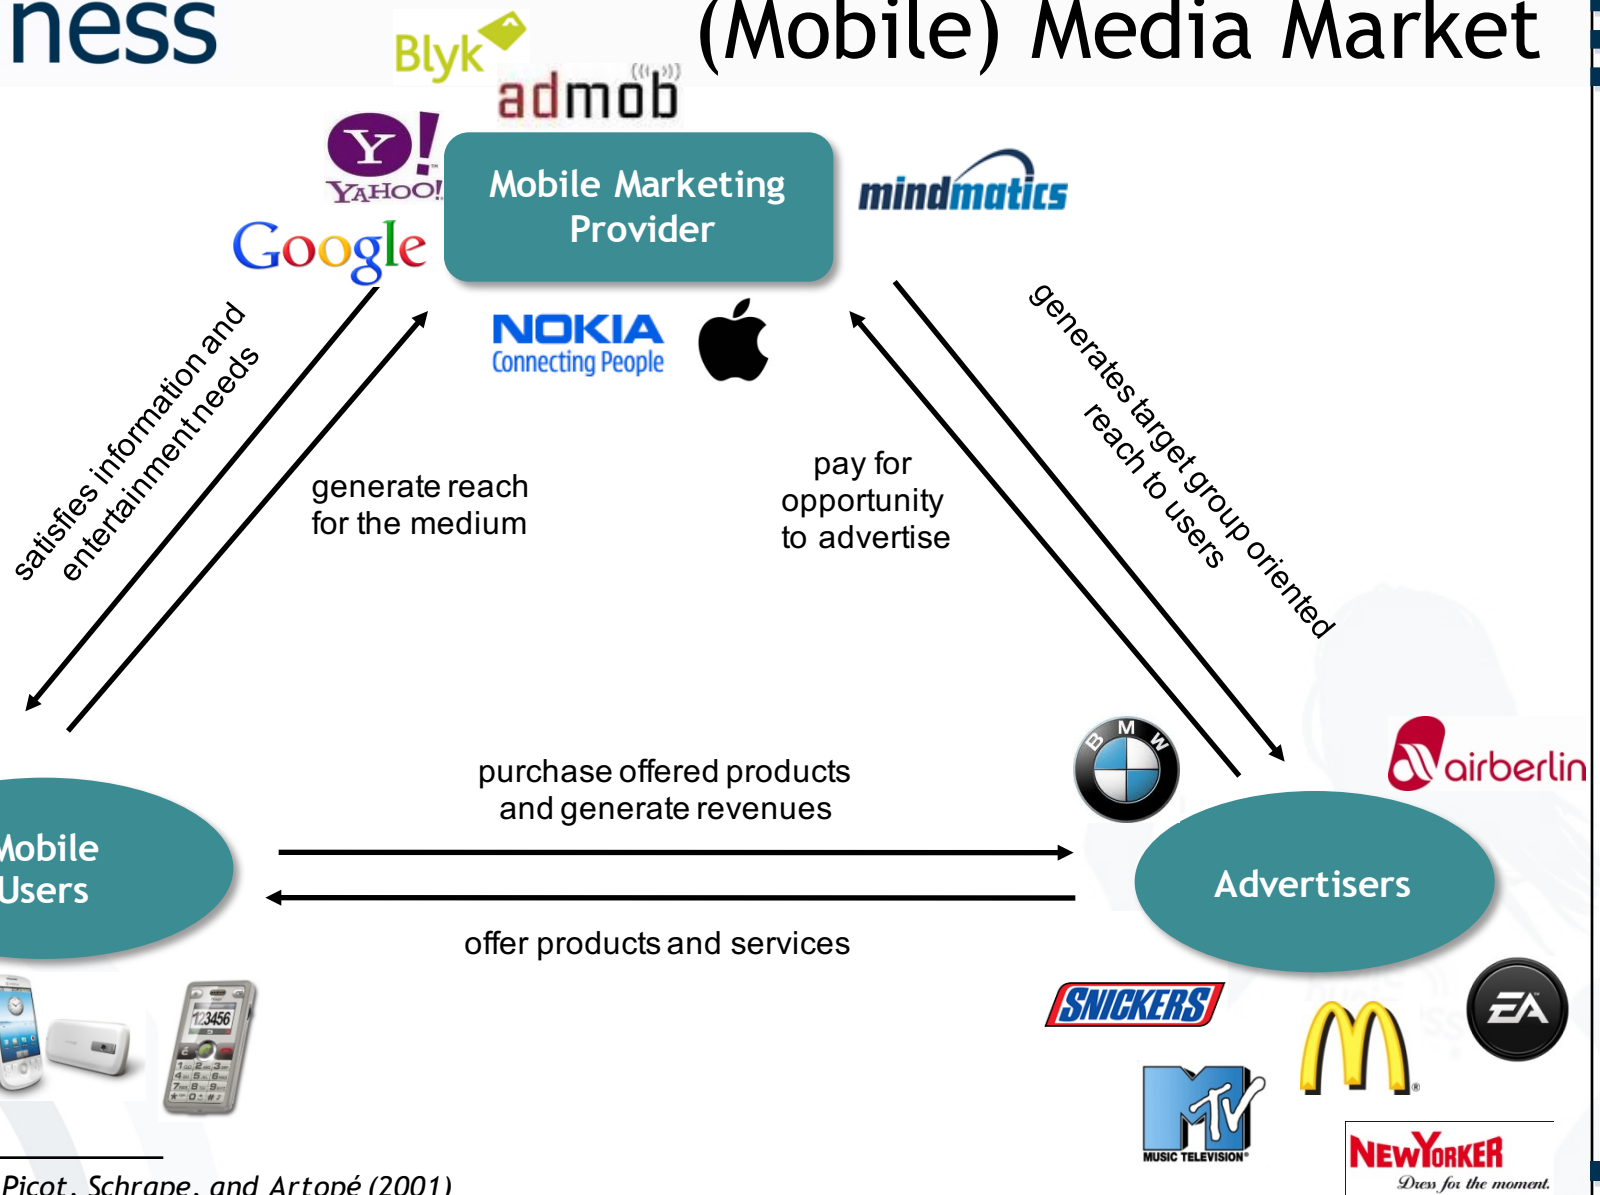 ness
(Mobile) Media Market
Blyk
admob
YAHOO!
Google
Mobile Marketing
Provider
mindmatics
NOKIA
Connecting People
satisfies information and
entertainment needs
generate reach
for the medium
pay for
opportunity
to advertise
generates target group oriented
reach to users
BMW
airberlin
purchase offered products
and generate revenues
Mobile
Users
Advertisers
offer products and services
123456
SNICKERS
EA
MTV
MUSIC TELEVISION®
NEWYORKER
Dress for the moment.
Picot, Schrape, and Artopé (2001)